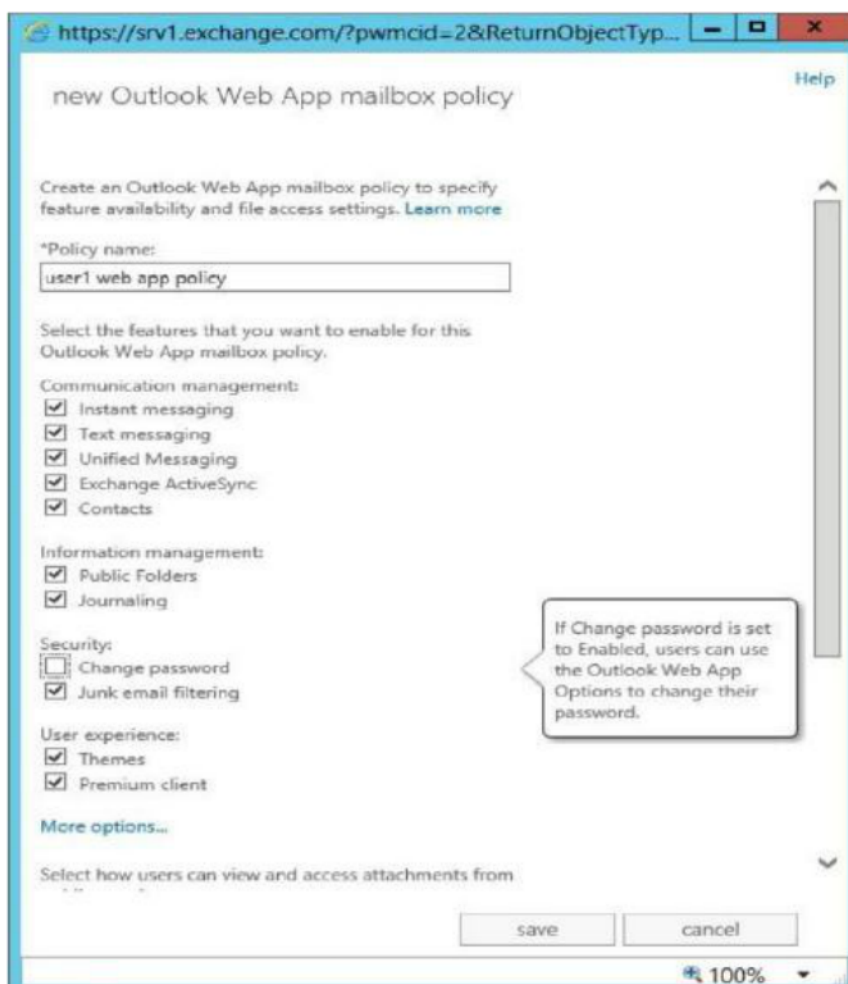 https://srv1.exchange.com/?pwmcid=2&ReturnObjectTyp...
Help
new Outlook Web App mailbox policy
Create an Outlook Web App mailbox policy to specify
feature availability and file access settings. Learn more
*Policy name:
user1 web app policy
Select the features that you want to enable for this
Outlook Web App mailbox policy.
Communication management:
Instant messaging
Text messaging
Unified Messaging
Exchange ActiveSync
Contacts
Information management:
Public Folders
Journaling
Security:
Change password
Junk email filtering
If Change password is set
to Enabled, users can use
the Outlook Web App
Options to change their
password.
User experience:
Themes
Premium client
More options...
Select how users can view and access attachments from
save
cancel
100%